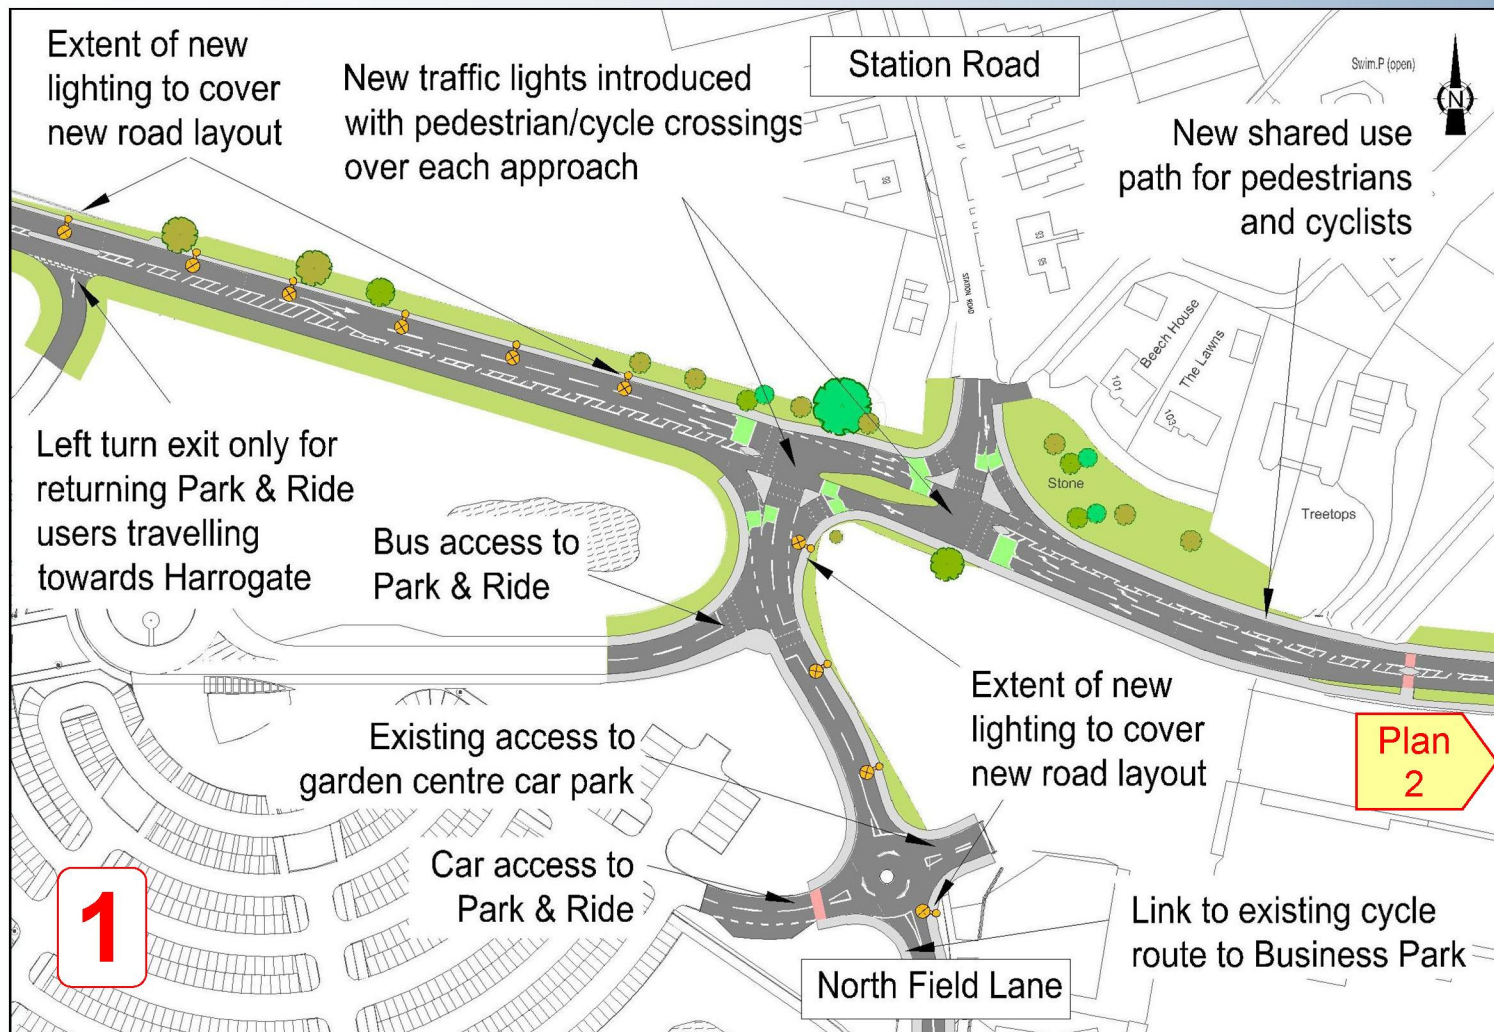 Extent of new
lighting to cover
new road layout
New traffic lights introduced
with pedestrian/cycle crossings
over each approach
Station Road
Swim.P (open)
N
New shared use
path for pedestrians
and cyclists
STATION ROAD
Beech House
The Lawns
101
103
Stone
Treetops
Left turn exit only for
returning Park & Ride
users travelling
towards Harrogate
Bus access to
Park & Ride
Existing access to
garden centre car park
Extent of new
lighting to cover
new road layout
Plan
2
Car access to
Park & Ride
1
Link to existing cycle
route to Business Park
North Field Lane